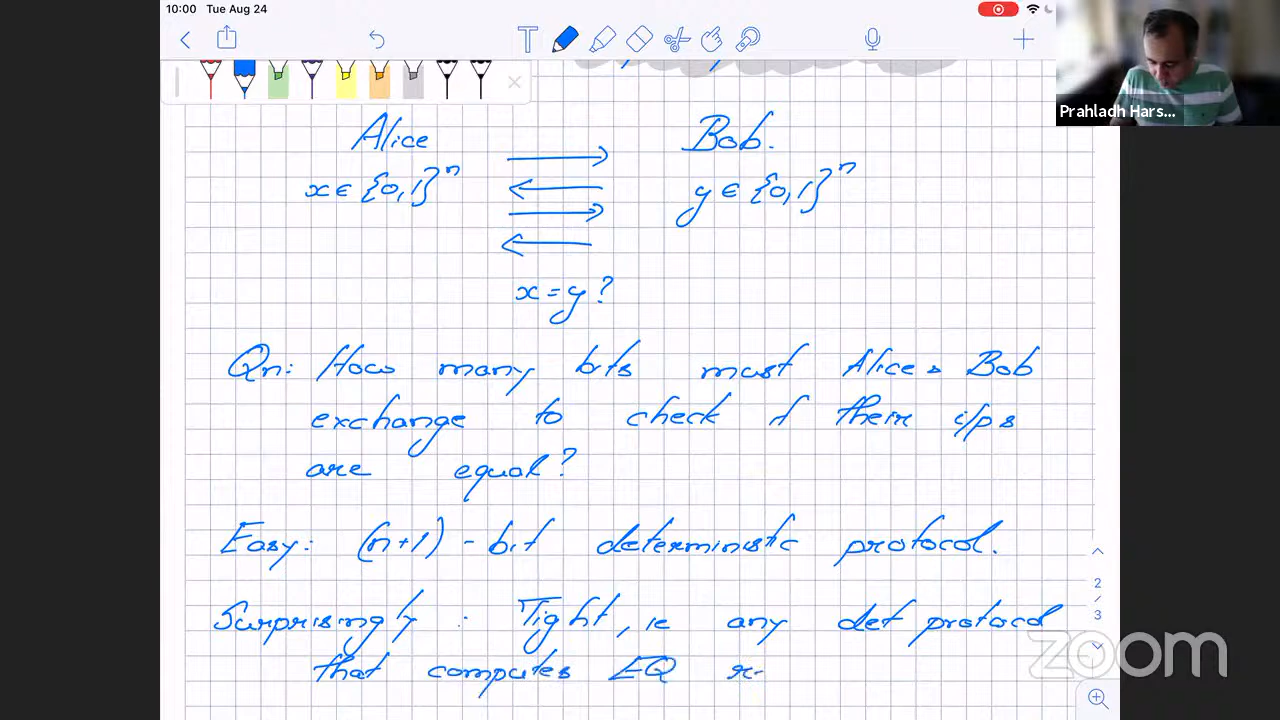 10:00 Tue Aug 24
Prahladh Hars...
Alice Bob.
x ∈ {0,1}^n y ∈ {0,1}^n
x = y ?
Qn: How many bits must Alice & Bob
exchange to check if their i/ps
are equal?
Easy: (n+1) - bit deterministic protocol.
Surprisingly : Tight, ie any det protocol
that computes EQ
2
3
zoom